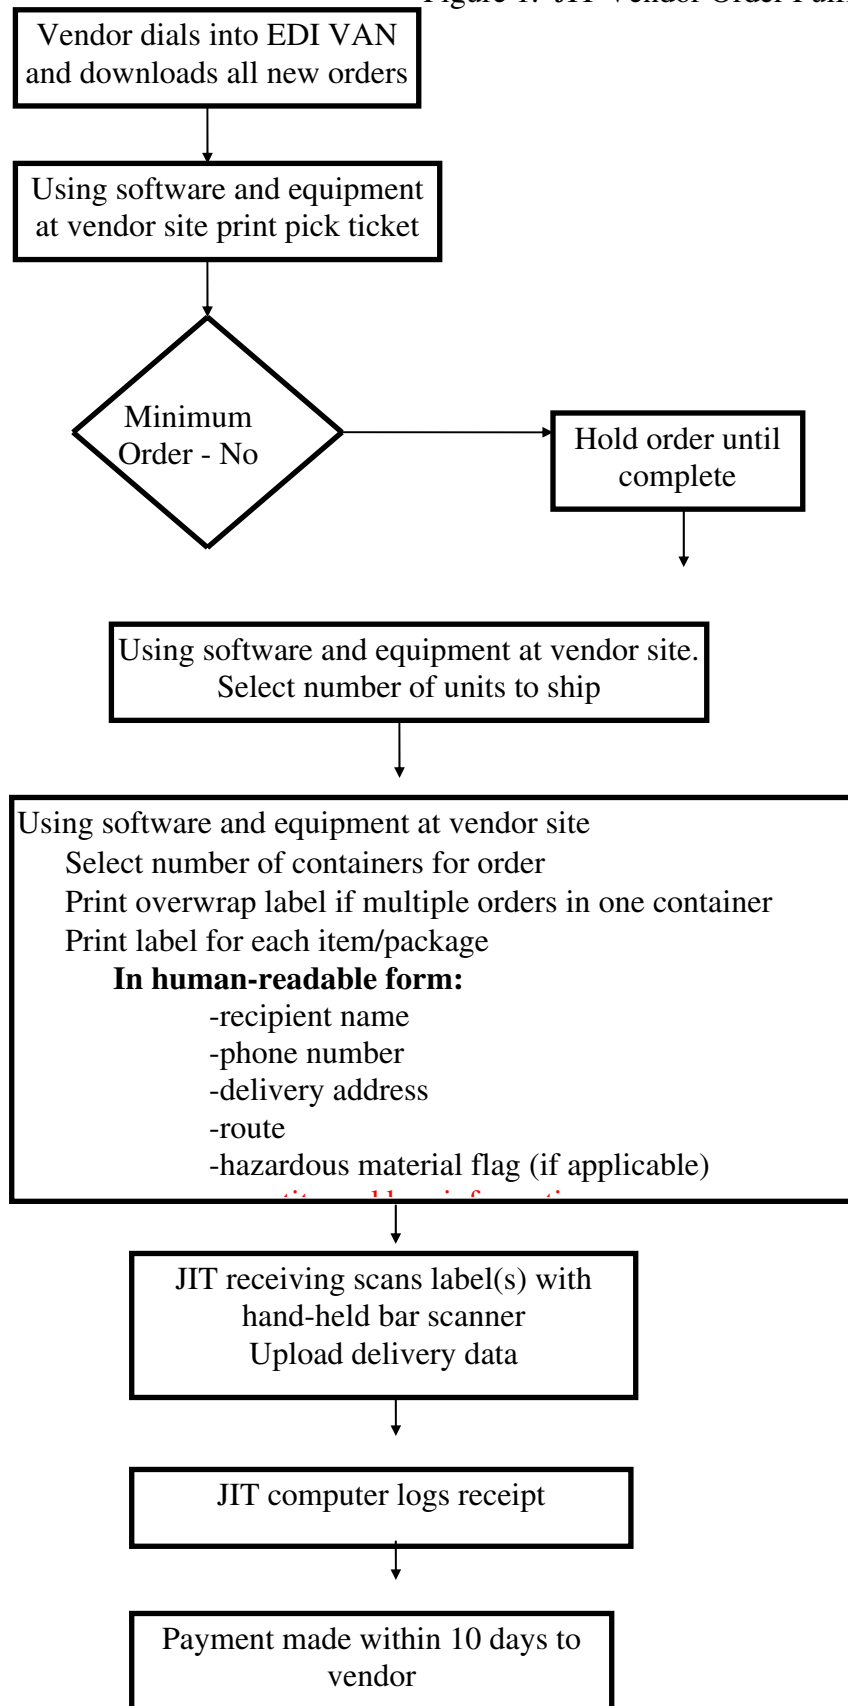 Figure 1. JIT Vendor Order
Vendor dials into EDI VAN
and downloads all new orders
Using software and equipment
at vendor site print pick ticket
Minimum
Order - No
Hold order until
complete
Using software and equipment at vendor site.
Select number of units to ship
Using software and equipment at vendor site
Select number of containers for order
Print overwrap label if multiple orders in one container
Print label for each item/package
In human-readable form:
-recipient name
-phone number
-delivery address
-route
-hazardous material flag (if applicable)
JIT receiving scans label(s) with
hand-held bar scanner
Upload delivery data
JIT computer logs receipt
Payment made within 10 days to
vendor